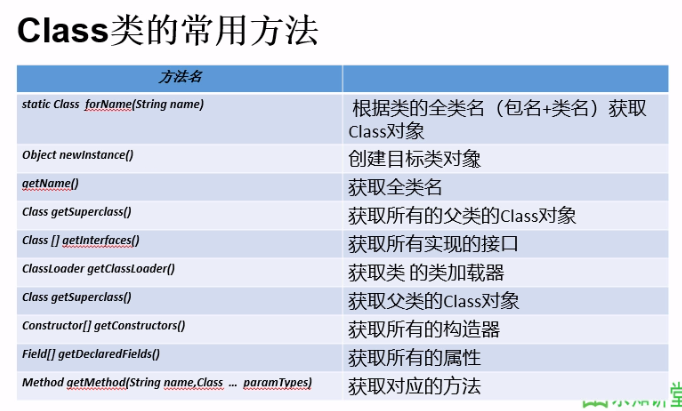 Class类的常用方法
方法名
static Class forName(String name)
根据类的全类名（包名+类名）获取
Class对象
Object newInstance()
创建目标类对象
getName()
获取全类名
Class getSuperclass()
获取所有的父类的Class对象
Class [] getInterfaces()
获取所有实现的接口
ClassLoader getClassLoader()
获取类 的类加载器
Class getSuperclass()
获取父类的Class对象
Constructor[] getConstructors()
获取所有的构造器
Field[] getDeclaredFields()
获取所有的属性
Method getMethod(String name,Class … paramTypes)
获取对应的方法